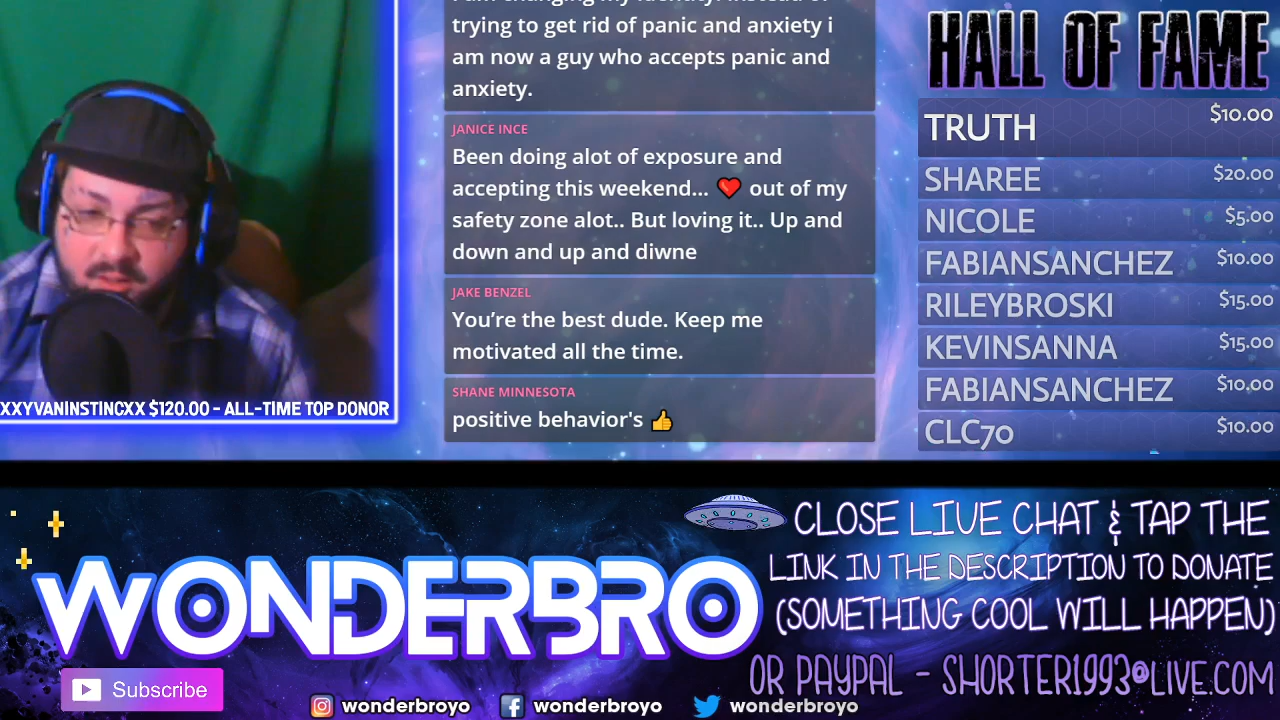 trying to get rid of panic and anxiety i
am now a guy who accepts panic and
anxiety.
JANICE INCE
Been doing alot of exposure and
accepting this weekend... ❤️ out of my
safety zone alot.. But loving it.. Up and
down and up and diwne
JAKE BENZEL
You’re the best dude. Keep me
motivated all the time.
SHANE MINNESOTA
positive behavior's 👍
XXYVANINSTINCXX $120.00 - ALL-TIME TOP DONOR
HALL OF FAME
TRUTH $10.00
SHAREE $20.00
NICOLE $5.00
FABIANSANCHEZ $10.00
RILEYBROSKI $15.00
KEVINSANNA $15.00
FABIANSANCHEZ $10.00
CLC70 $10.00
CLOSE LIVE CHAT & TAP THE
LINK IN THE DESCRIPTION TO DONATE
(SOMETHING COOL WILL HAPPEN)
OR PAYPAL - SHORTER1993@LIVE.COM
WONDERBRO
Subscribe
wonderbroyo wonderbroyo wonderbroyo